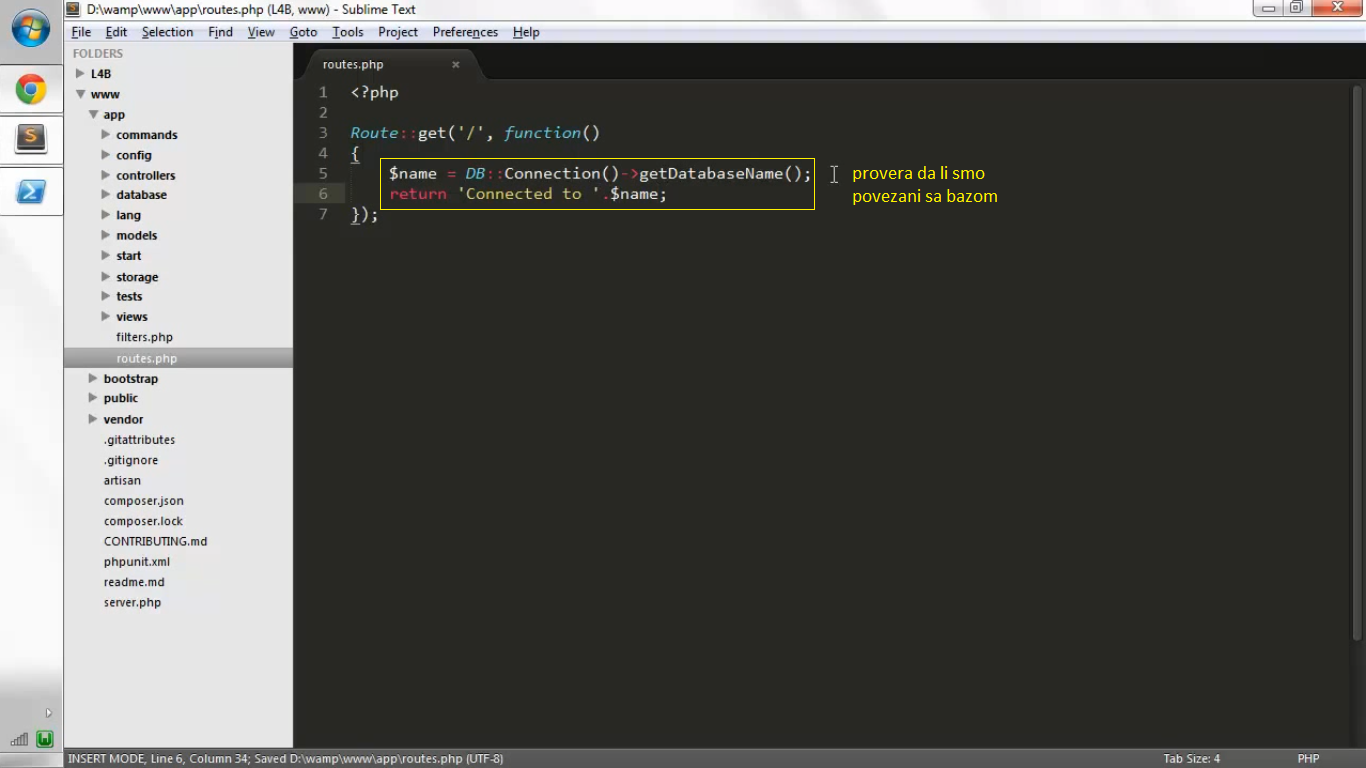 D:\wamp\www\app\routes.php (L4B, www) - Sublime Text
File Edit Selection Find View Goto Tools Project Preferences Help
FOLDERS
L4B
www
app
commands
config
controllers
database
lang
models
start
storage
tests
views
filters.php
routes.php
bootstrap
public
vendor
.gitattributes
.gitignore
artisan
composer.json
composer.lock
CONTRIBUTING.md
phpunit.xml
readme.md
server.php
routes.php
1 <?php
2
3 Route::get('/', function()
4 {
5 $name = DB::Connection()->getDatabaseName();
6 return 'Connected to '.$name;
7 });
provera da li smo
povezani sa bazom
INSERT MODE, Line 6, Column 34; Saved D:\wamp\www\app\routes.php (UTF-8)
Tab Size: 4
PHP